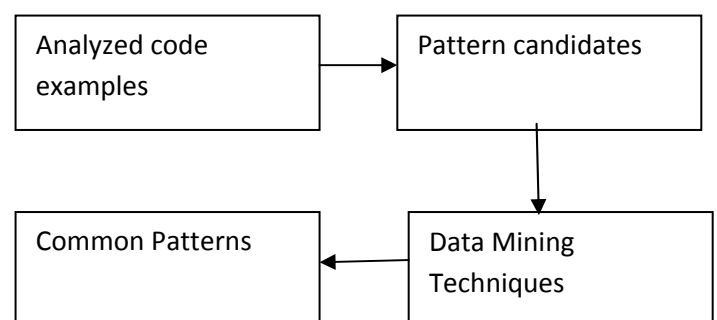 Analyzed code
examples
Pattern candidates
Common Patterns
Data Mining
Techniques